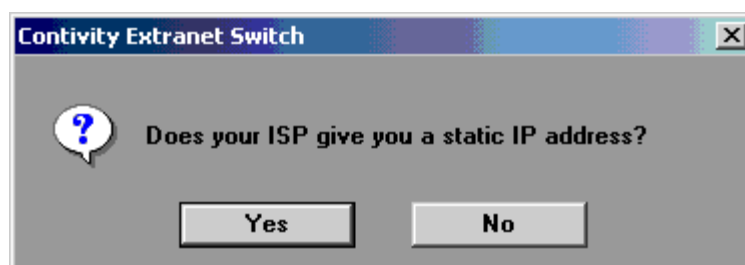 Contivity Extranet Switch
Does your ISP give you a static IP address?
Yes
No